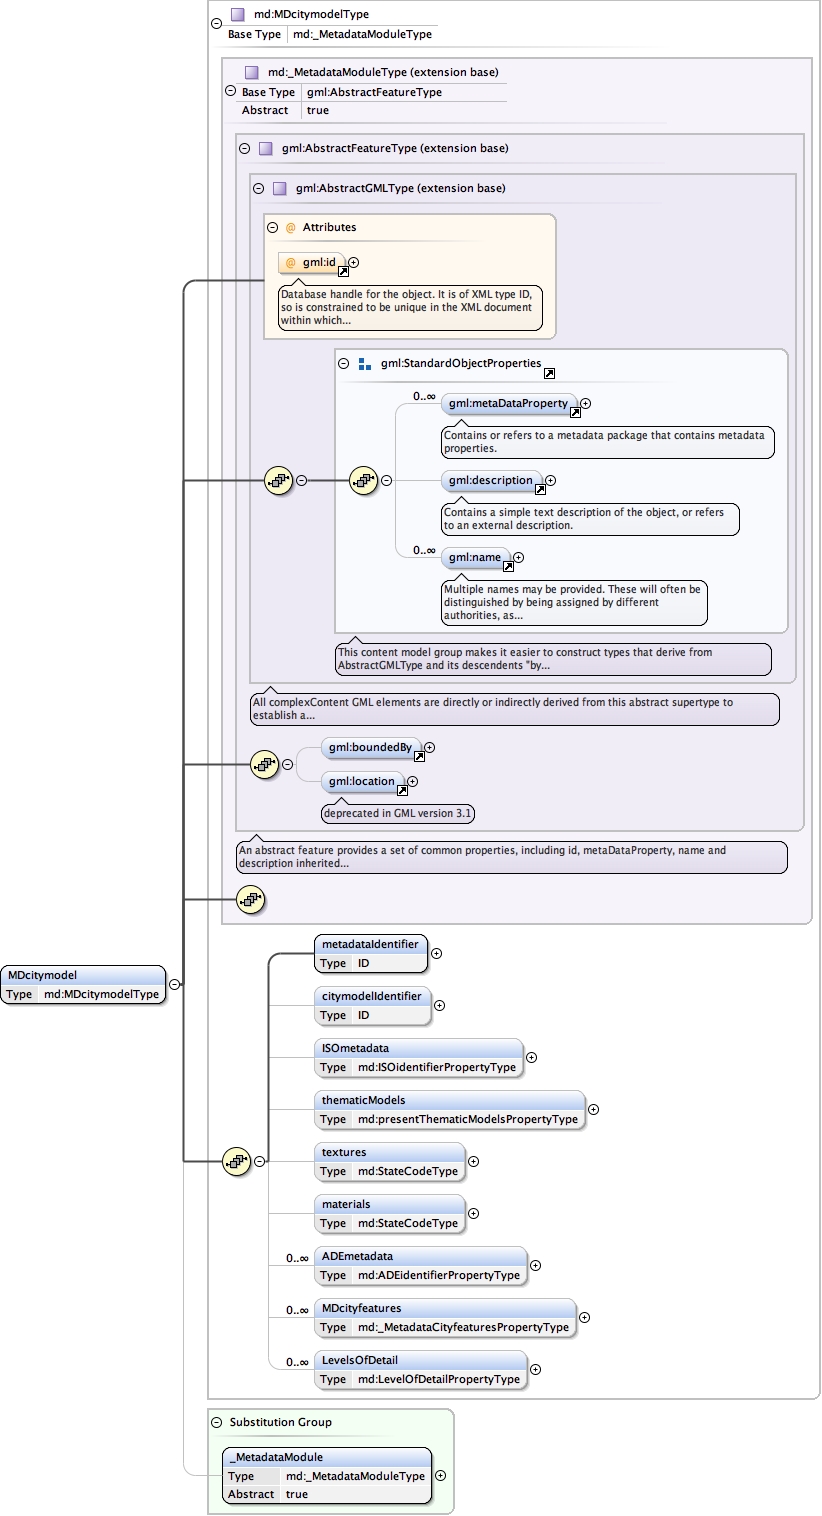 md:MDcitymodelType
Base Type md:_MetadataModuleType
md:_MetadataModuleType (extension base)
Base Type gml:AbstractFeatureType
Abstract true
gml:AbstractFeatureType (extension base)
gml:AbstractGMLType (extension base)
@ Attributes
@ gml:id
Database handle for the object. It is of XML type ID,
so is constrained to be unique in the XML document
within which...
gml:StandardObjectProperties
0..∞ gml:metaDataProperty
Contains or refers to a metadata package that contains metadata
properties.
gml:description
Contains a simple text description of the object, or refers
to an external description.
0..∞ gml:name
Multiple names may be provided. These will often be
distinguished by being assigned by different
authorities, as...
This content model group makes it easier to construct types that derive from
AbstractGMLType and its descendents "by...
All complexContent GML elements are directly or indirectly derived from this abstract supertype to
establish a...
gml:boundedBy
gml:location
deprecated in GML version 3.1
An abstract feature provides a set of common properties, including id, metaDataProperty, name and
description inherited...
MDcitymodel
Type md:MDcitymodelType
metadataIdentifier
Type ID
citymodelIdentifier
Type ID
ISOmetadata
Type md:ISOidentifierPropertyType
thematicModels
Type md:presentThematicModelsPropertyType
textures
Type md:StateCodeType
materials
Type md:StateCodeType
0..∞ ADEmetadata
Type md:ADEidentifierPropertyType
0..∞ MDcityfeatures
Type md:_MetadataCityfeaturesPropertyType
0..∞ LevelsOfDetail
Type md:LevelOfDetailPropertyType
Substitution Group
_MetadataModule
Type md:_MetadataModuleType
Abstract true